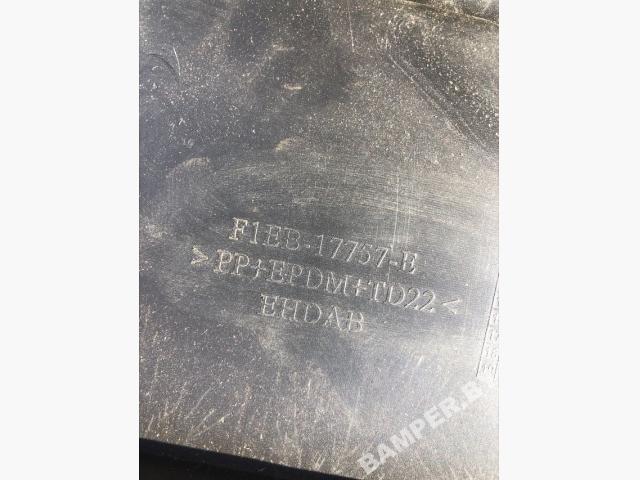 F1EB-17757-E
>PP+EPDM+TD22<
EHDAB
BAMPER.BY